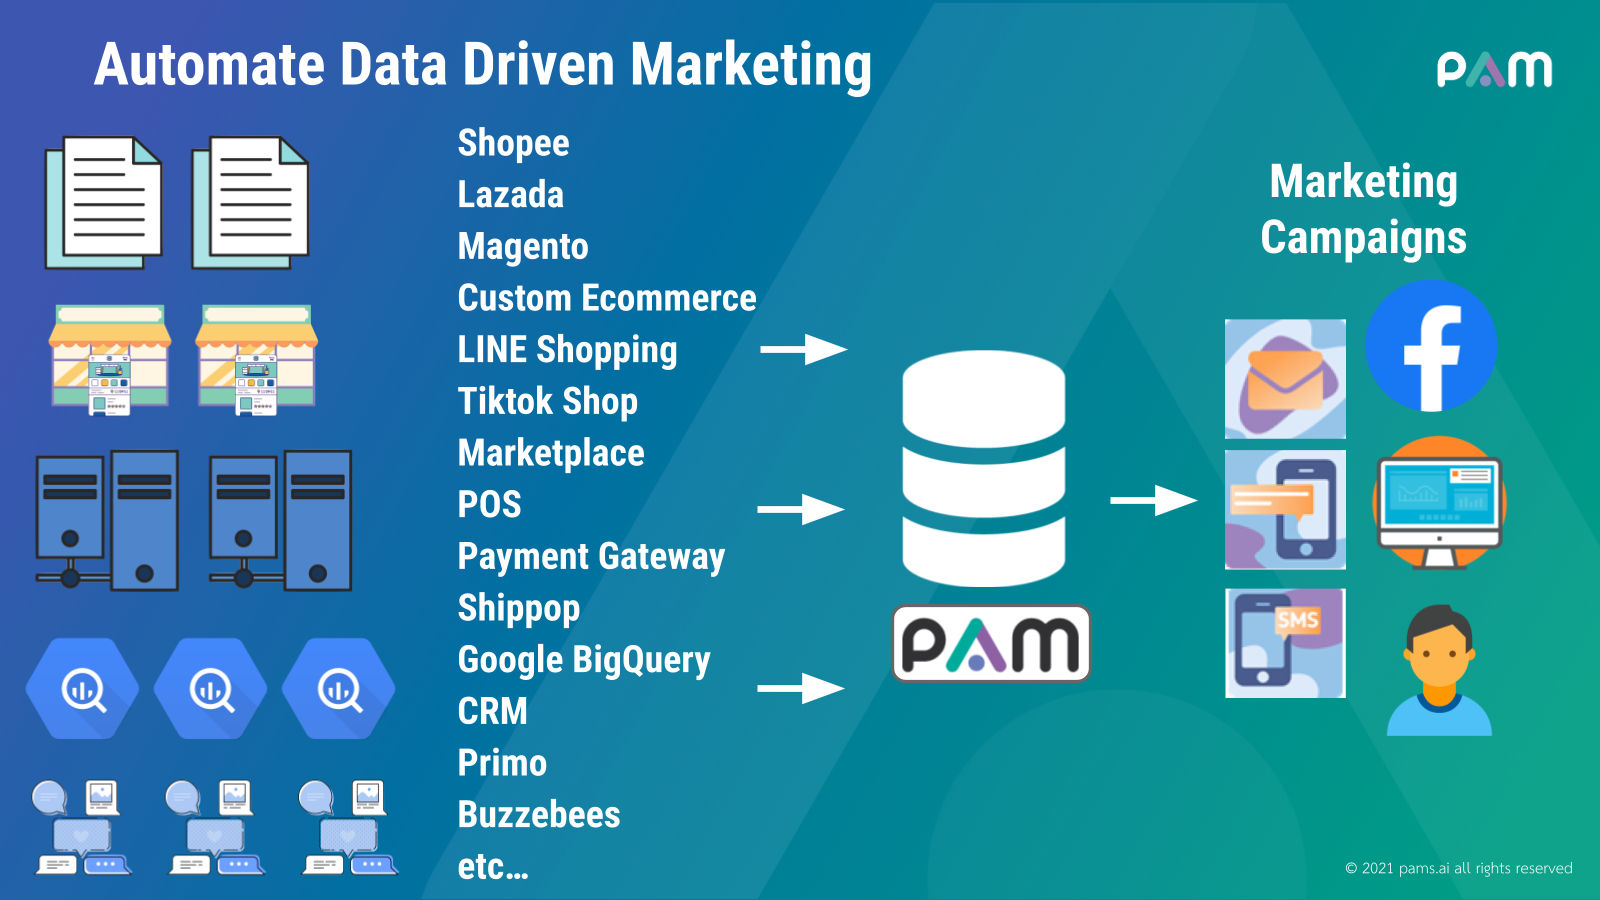 Automate Data Driven Marketing
PAM
Shopee
Lazada
Magento
Custom Ecommerce
LINE Shopping
Tiktok Shop
Marketplace
POS
Payment Gateway
Shippop
Google BigQuery
CRM
Primo
Buzzebees
etc...
PAM
Marketing
Campaigns
SMS
© 2021 pams.ai all rights reserved